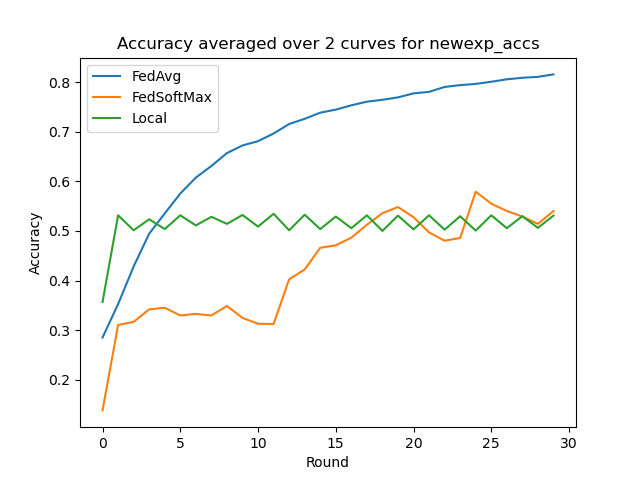 Accuracy averaged over 2 curves for newexp_accs
FedAvg
FedSoftMax
Local
Accuracy
0.8
0.7
0.6
0.5
0.4
0.3
0.2
0 5 10 15 20 25 30
Round